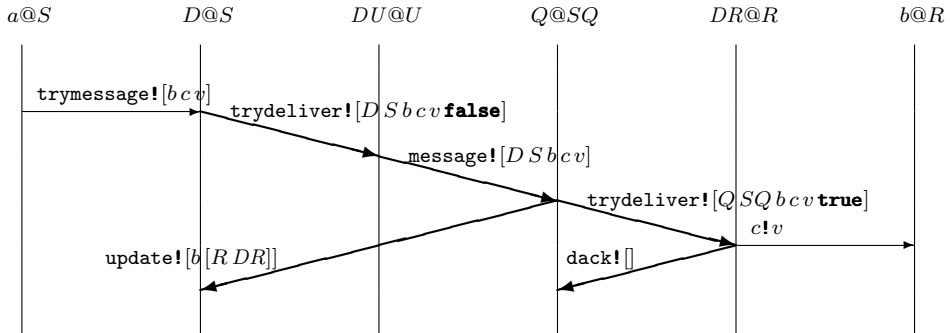 a@S D@S DU@U Q@SQ DR@R b@R
trymessage![b c v]
trydeliver![D S b c v false]
message![D S b c v]
trydeliver![Q SQ b c v true]
c!v
update![b [R DR]]
dack![]